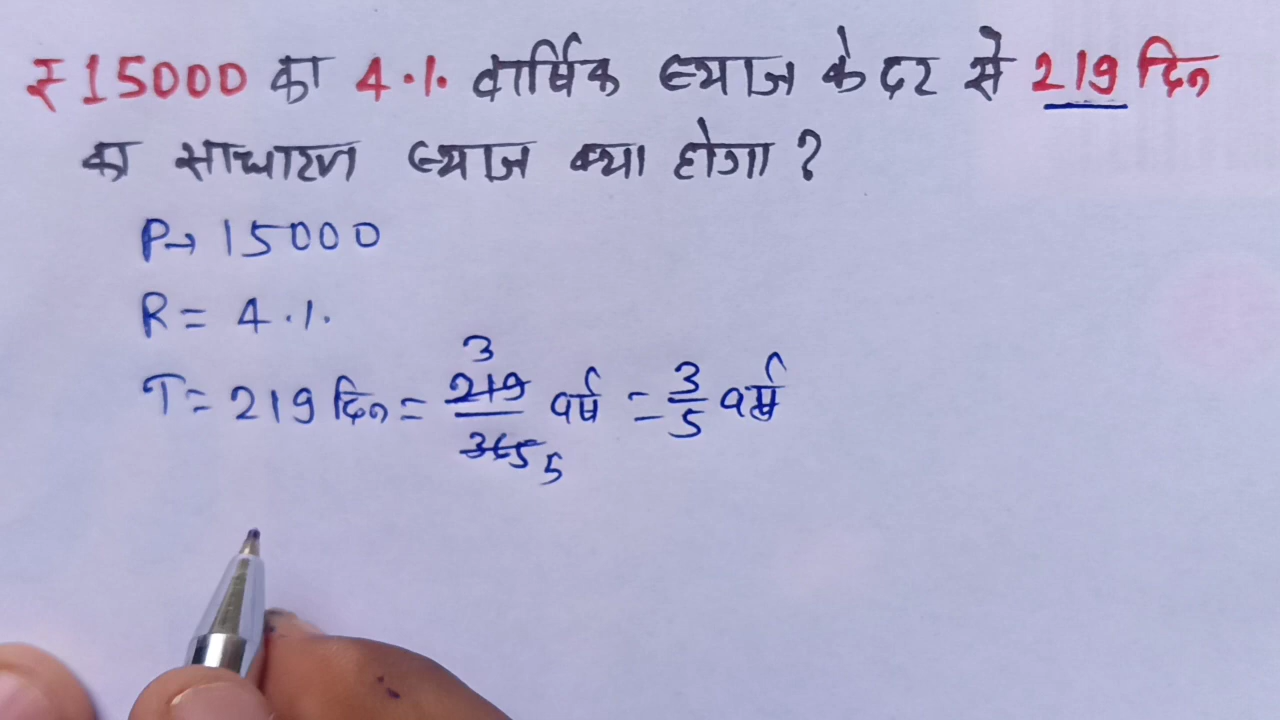 ₹15000 का 4% वार्षिक ब्याज के दर से 219 दिन
का साधारण ब्याज क्या होगा ?
P→ 15000
R = 4%
T = 219 दिन = 219/365 वर्ष = 3/5 वर्ष
3
5